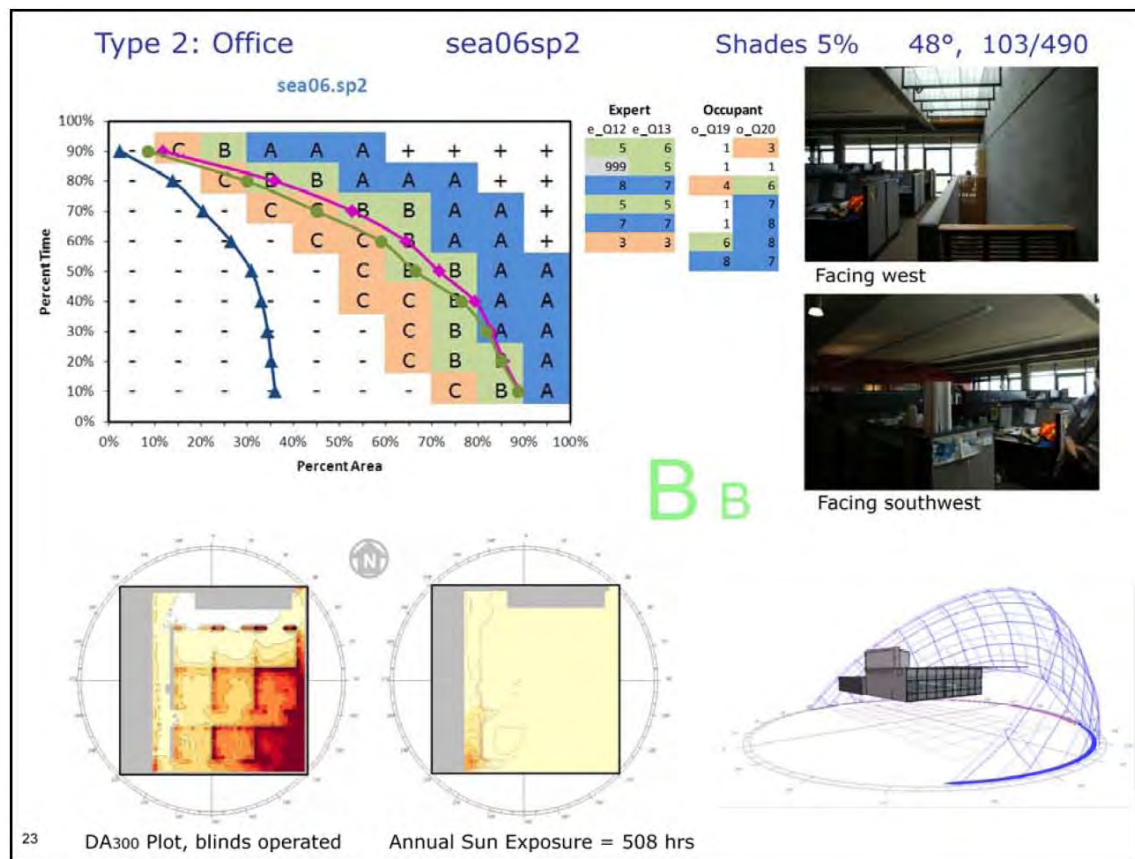 Type 2: Office sea06sp2 Shades 5% 48°, 103/490
sea06.sp2
Percent Time
100%
90% - C B A A A + + + +
80% - - C B B A A A + +
70% - - - C C B B A A +
60% - - - - C C B A A +
50% - - - - - C B B A A
40% - - - - - C C B A A
30% - - - - - - C B A A
20% - - - - - - C B B A
10% - - - - - - - C B A
0%
0% 10% 20% 30% 40% 50% 60% 70% 80% 90% 100%
Percent Area
Expert Occupant
e_Q12 e_Q13 o_Q19 o_Q20
5 6 1 3
999 5 1 1
8 7 4 6
5 5 1 7
7 7 1 8
3 3 6 8
8 7
Facing west
B B
Facing southwest
N
23 DA300 Plot, blinds operated Annual Sun Exposure = 508 hrs